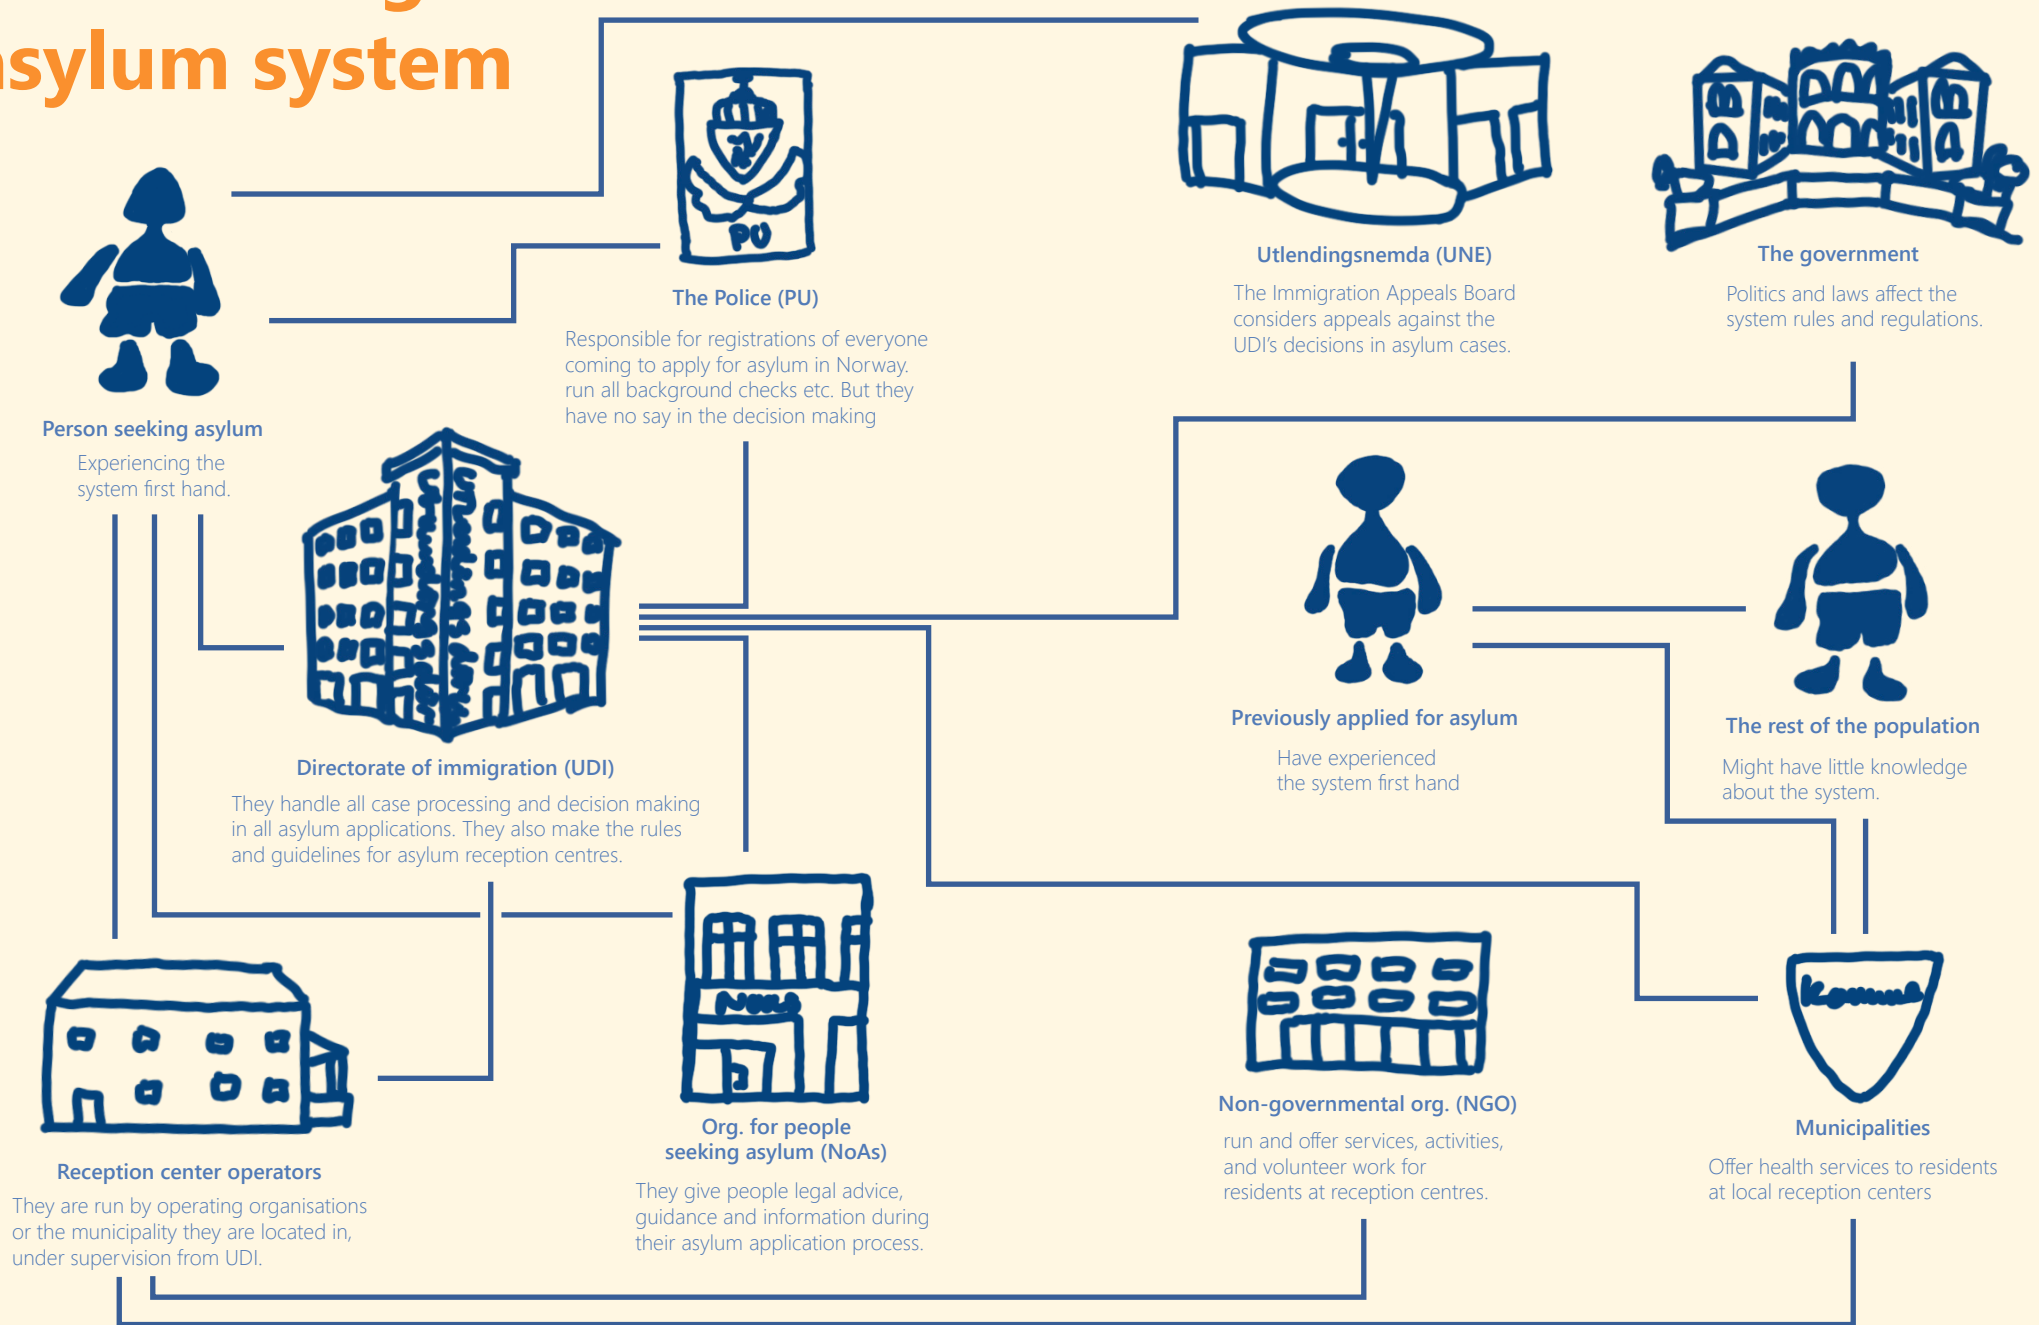 asylum system
PU
Utlendingsnemda (UNE)
The Immigration Appeals Board
considers appeals against the
UDI's decisions in asylum cases.
The government
Politics and laws affect the
system rules and regulations.
The Police (PU)
Responsible for registrations of everyone
coming to apply for asylum in Norway.
run all background checks etc. But they
have no say in the decision making
Person seeking asylum
Experiencing the
system first hand.
Directorate of immigration (UDI)
They handle all case processing and decision making
in all asylum applications. They also make the rules
and guidelines for asylum reception centres.
Previously applied for asylum
Have experienced
the system first hand
The rest of the population
Might have little knowledge
about the system.
Reception center operators
They are run by operating organisations
or the municipality they are located in,
under supervision from UDI.
NOAS
Org. for people
seeking asylum (NoAs)
They give people legal advice,
guidance and information during
their asylum application process.
Non-governmental org. (NGO)
run and offer services, activities,
and volunteer work for
residents at reception centres.
Municipalities
Offer health services to residents
at local reception centers